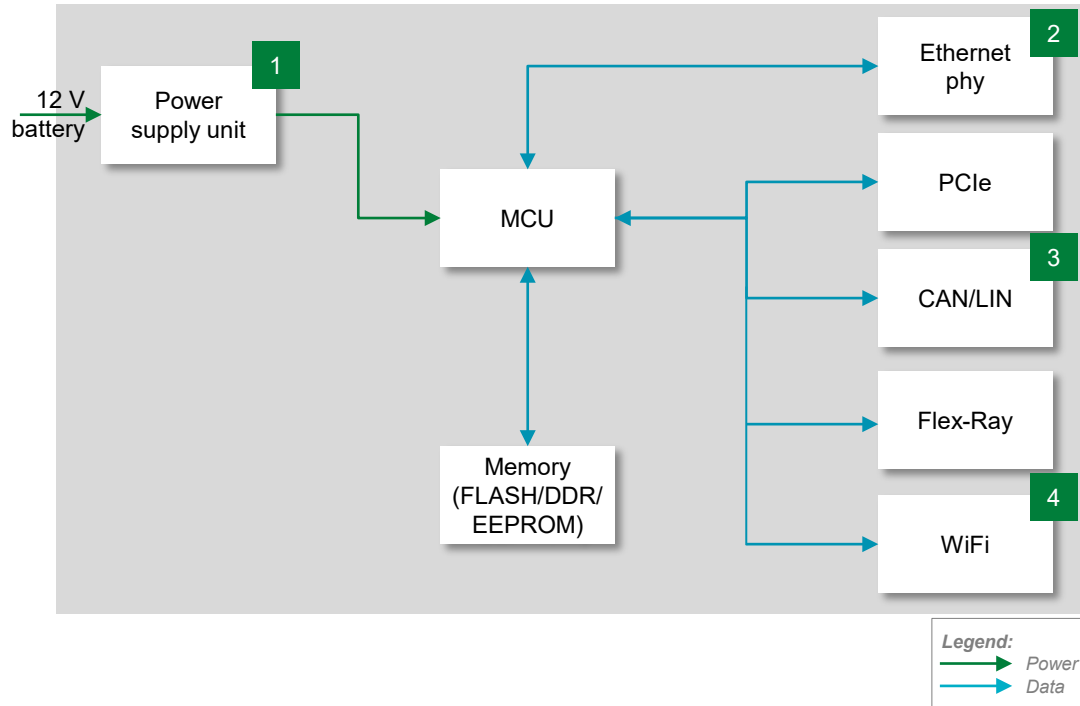 1
2
12 V
battery
Power
supply unit
Ethernet
phy
MCU
PCIe
3
CAN/LIN
Flex-Ray
Memory
(FLASH/DDR/
EEPROM)
4
WiFi
Legend:
Power
Data